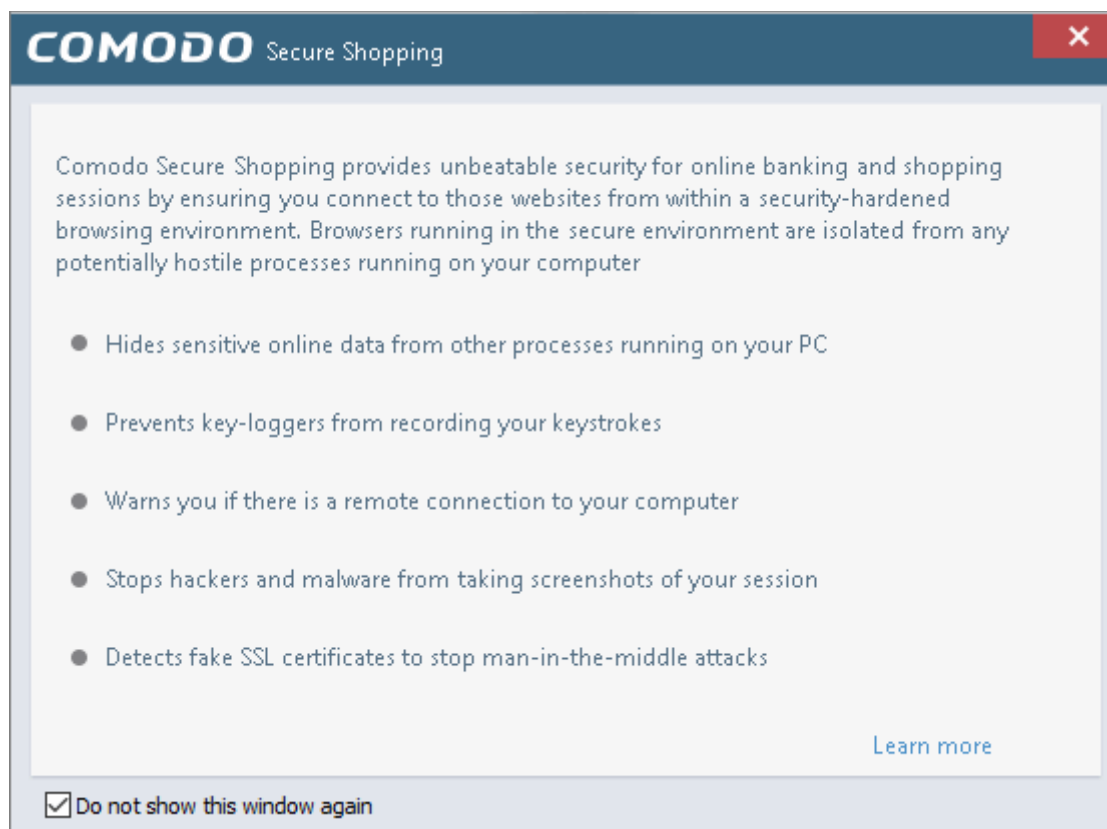 COMODO Secure Shopping
Comodo Secure Shopping provides unbeatable security for online banking and shopping
sessions by ensuring you connect to those websites from within a security-hardened
browsing environment. Browsers running in the secure environment are isolated from any
potentially hostile processes running on your computer
Hides sensitive online data from other processes running on your PC
Prevents key-loggers from recording your keystrokes
Warns you if there is a remote connection to your computer
Stops hackers and malware from taking screenshots of your session
Detects fake SSL certificates to stop man-in-the-middle attacks
Learn more
Do not show this window again